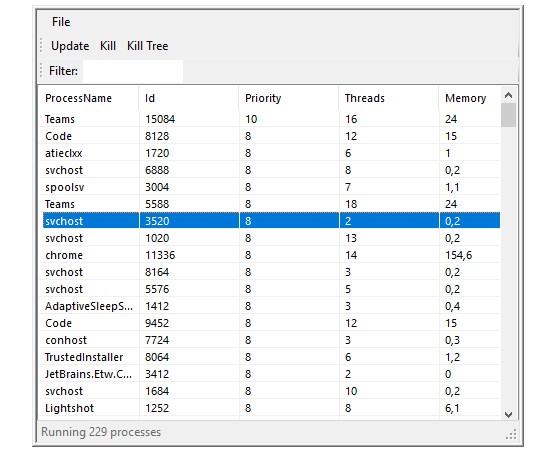 File
Update Kill Kill Tree
Filter:
ProcessName Id Priority Threads Memory
Teams 15084 10 16 24
Code 8128 8 12 15
atieclxx 1720 8 6 1
svchost 6888 8 8 0,2
spoolsv 3004 8 7 1,1
Teams 5588 8 18 24
svchost 3520 8 2 0,2
svchost 1020 8 13 0,2
chrome 11336 8 14 154,6
svchost 8164 8 3 0,2
svchost 5576 8 5 0,2
AdaptiveSleepS... 1412 8 3 0,4
Code 9452 8 12 15
conhost 7724 8 3 0,3
TrustedInstaller 8064 8 6 1,2
JetBrains.Etw.C... 3412 8 2 0
svchost 1684 8 10 0,2
Lightshot 1252 8 8 6,1
Running 229 processes